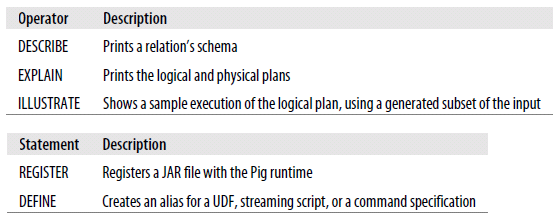 Operator Description
DESCRIBE Prints a relation's schema
EXPLAIN Prints the logical and physical plans
ILLUSTRATE Shows a sample execution of the logical plan, using a generated subset of the input
Statement Description
REGISTER Registers a JAR file with the Pig runtime
DEFINE Creates an alias for a UDF, streaming script, or a command specification